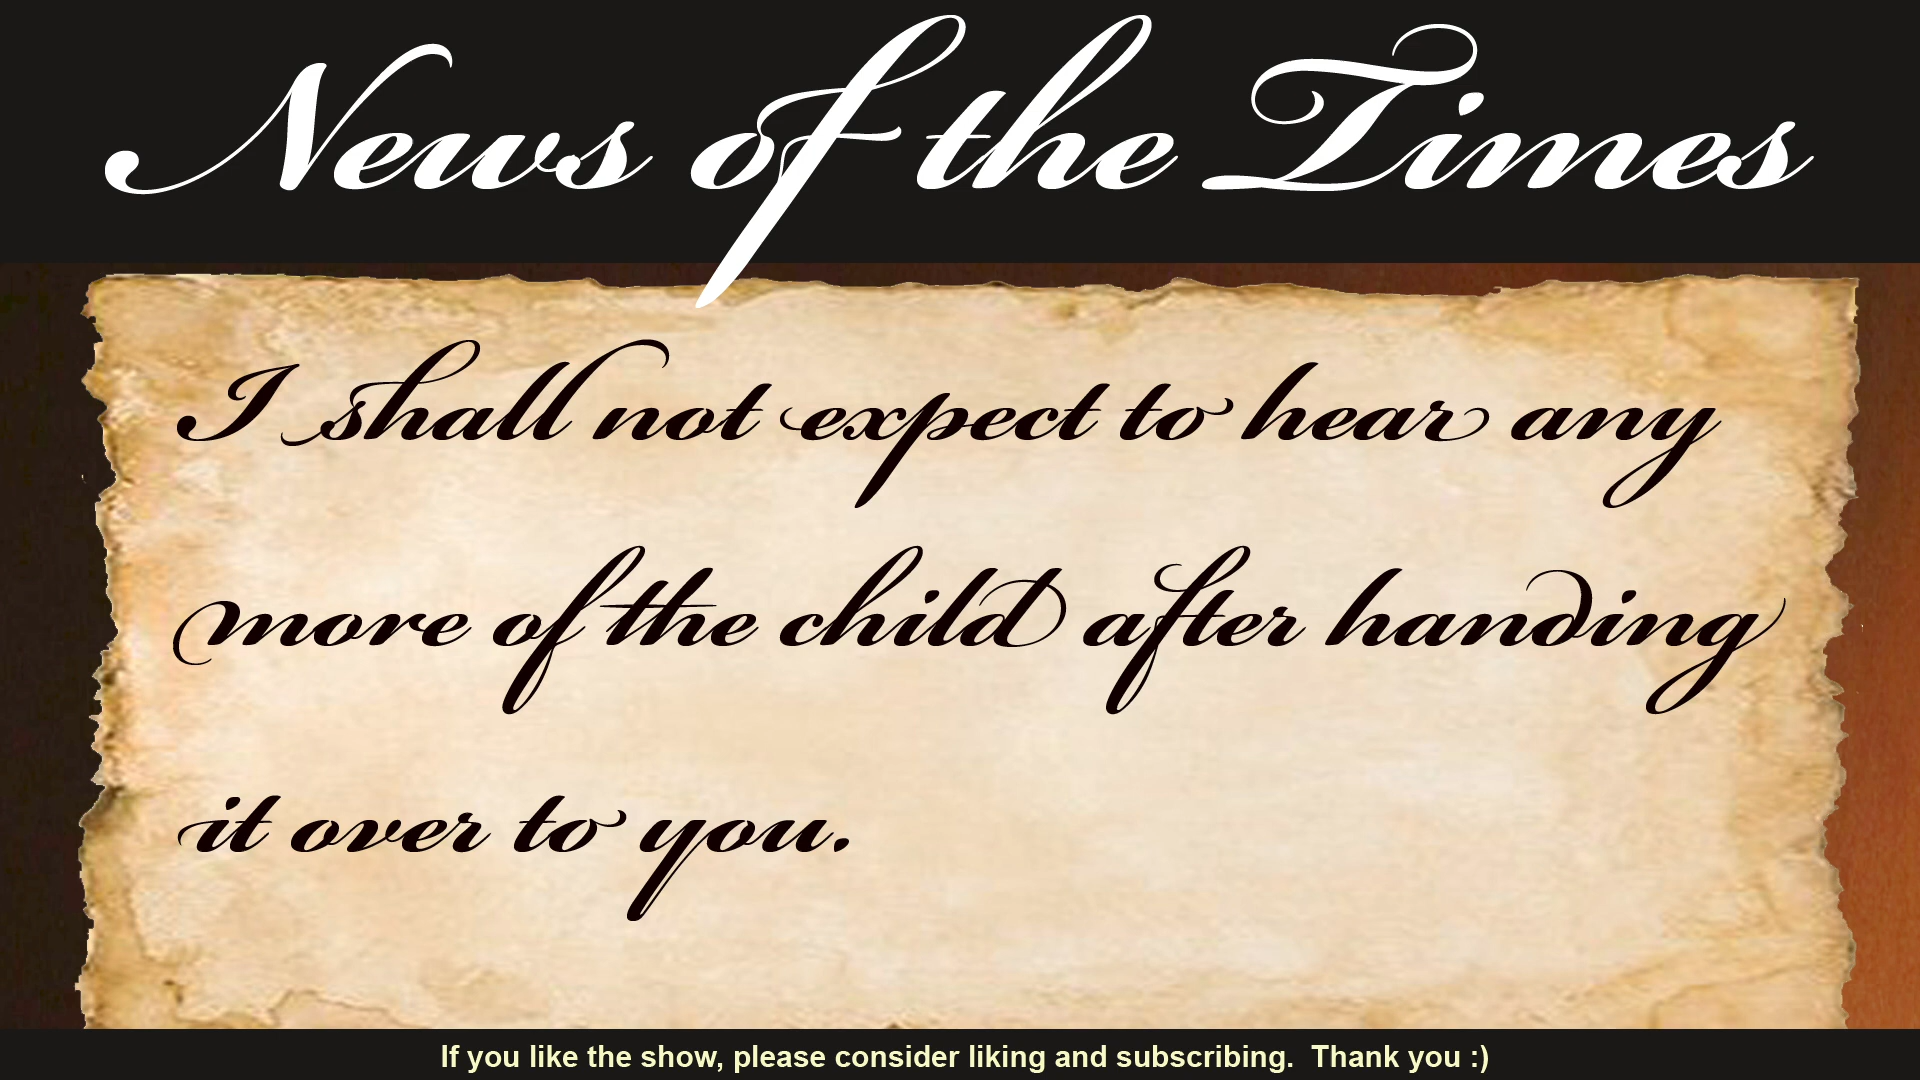 News of the Times
I shall not expect to hear any
more of the child after handing
it over to you.
If you like the show, please consider liking and subscribing.  Thank you :)